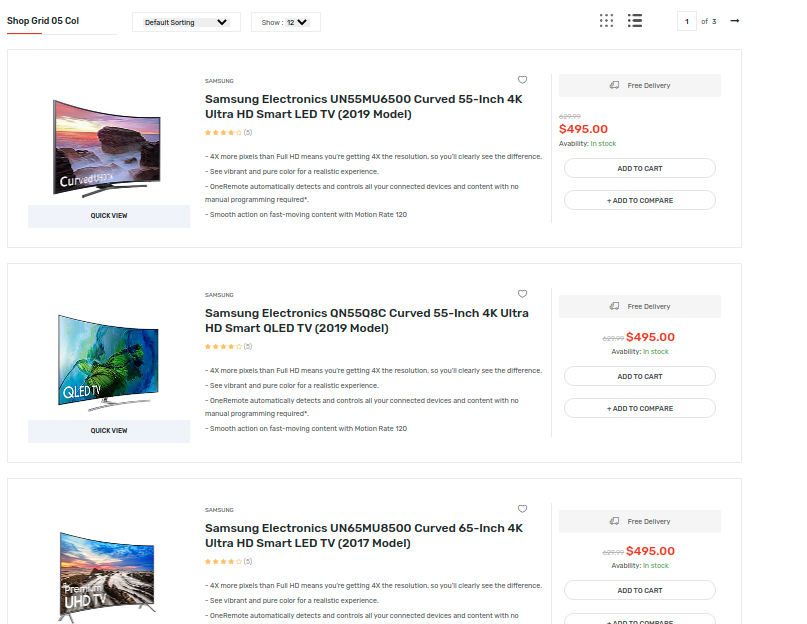 Shop Grid 05 Col
Default Sorting
Show : 12
1 of 3 →
SAMSUNG
Samsung Electronics UN55MU6500 Curved 55-Inch 4K
Ultra HD Smart LED TV (2019 Model)
(5)
- 4X more pixels than Full HD means you're getting 4X the resolution, so you'll clearly see the difference.
- See vibrant and pure color for a realistic experience.
- OneRemote automatically detects and controls all your connected devices and content with no
manual programming required*.
- Smooth action on fast-moving content with Motion Rate 120
Curved
QUICK VIEW
Free Delivery
629.99
$495.00
Avability: In stock
ADD TO CART
+ ADD TO COMPARE
SAMSUNG
Samsung Electronics QN55Q8C Curved 55-Inch 4K Ultra
HD Smart QLED TV (2019 Model)
(5)
- 4X more pixels than Full HD means you're getting 4X the resolution, so you'll clearly see the difference.
- See vibrant and pure color for a realistic experience.
- OneRemote automatically detects and controls all your connected devices and content with no
manual programming required*.
- Smooth action on fast-moving content with Motion Rate 120
QLED TV
QUICK VIEW
Free Delivery
629.99 $495.00
Avability: In stock
ADD TO CART
+ ADD TO COMPARE
SAMSUNG
Samsung Electronics UN65MU8500 Curved 65-Inch 4K
Ultra HD Smart LED TV (2017 Model)
(5)
- 4X more pixels than Full HD means you're getting 4X the resolution, so you'll clearly see the difference.
- See vibrant and pure color for a realistic experience.
- OneRemote automatically detects and controls all your connected devices and content with no
Premium
UHD TV
Free Delivery
629.99 $495.00
Avability: In stock
ADD TO CART
+ ADD TO COMPARE